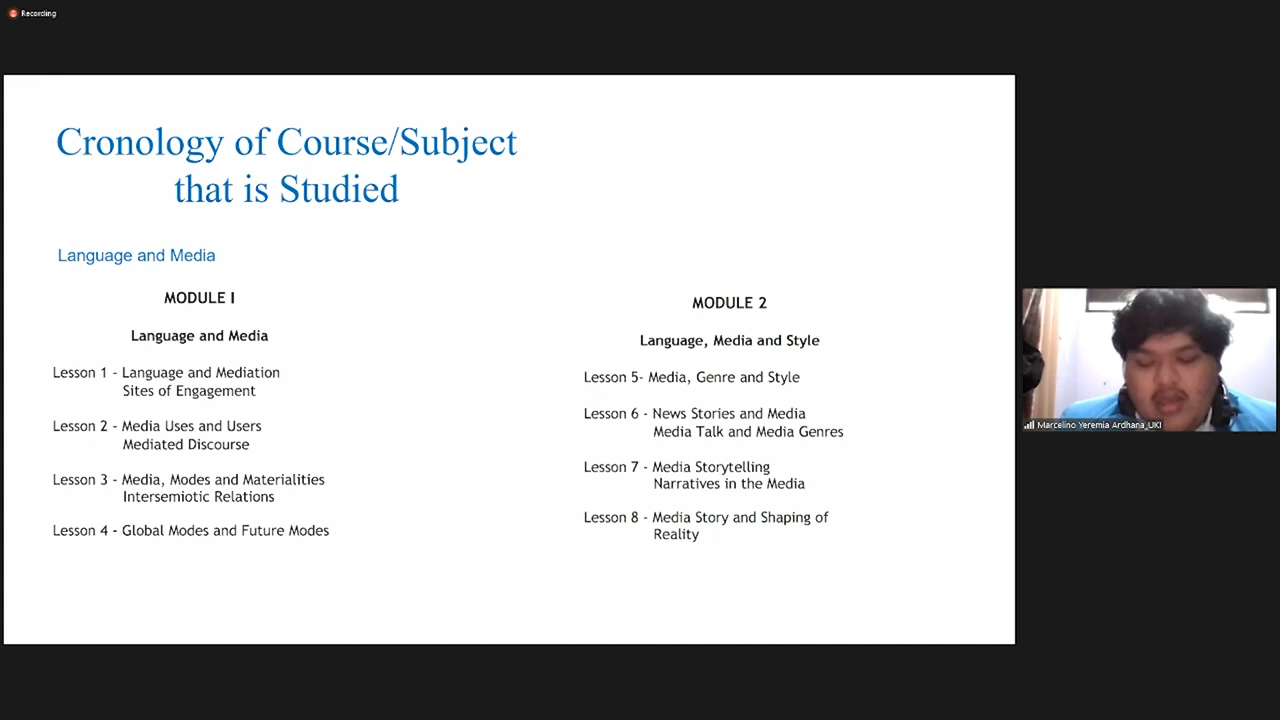 Recording
Cronology of Course/Subject
that is Studied
Language and Media
MODULE I
Language and Media
Lesson 1 - Language and Mediation
Sites of Engagement
Lesson 2 - Media Uses and Users
Mediated Discourse
Lesson 3 - Media, Modes and Materialities
Intersemiotic Relations
Lesson 4 - Global Modes and Future Modes
MODULE 2
Language, Media and Style
Lesson 5- Media, Genre and Style
Lesson 6 - News Stories and Media
Media Talk and Media Genres
Lesson 7 - Media Storytelling
Narratives in the Media
Lesson 8 - Media Story and Shaping of
Reality
Marcelino Yeremia Ardhana_UKI